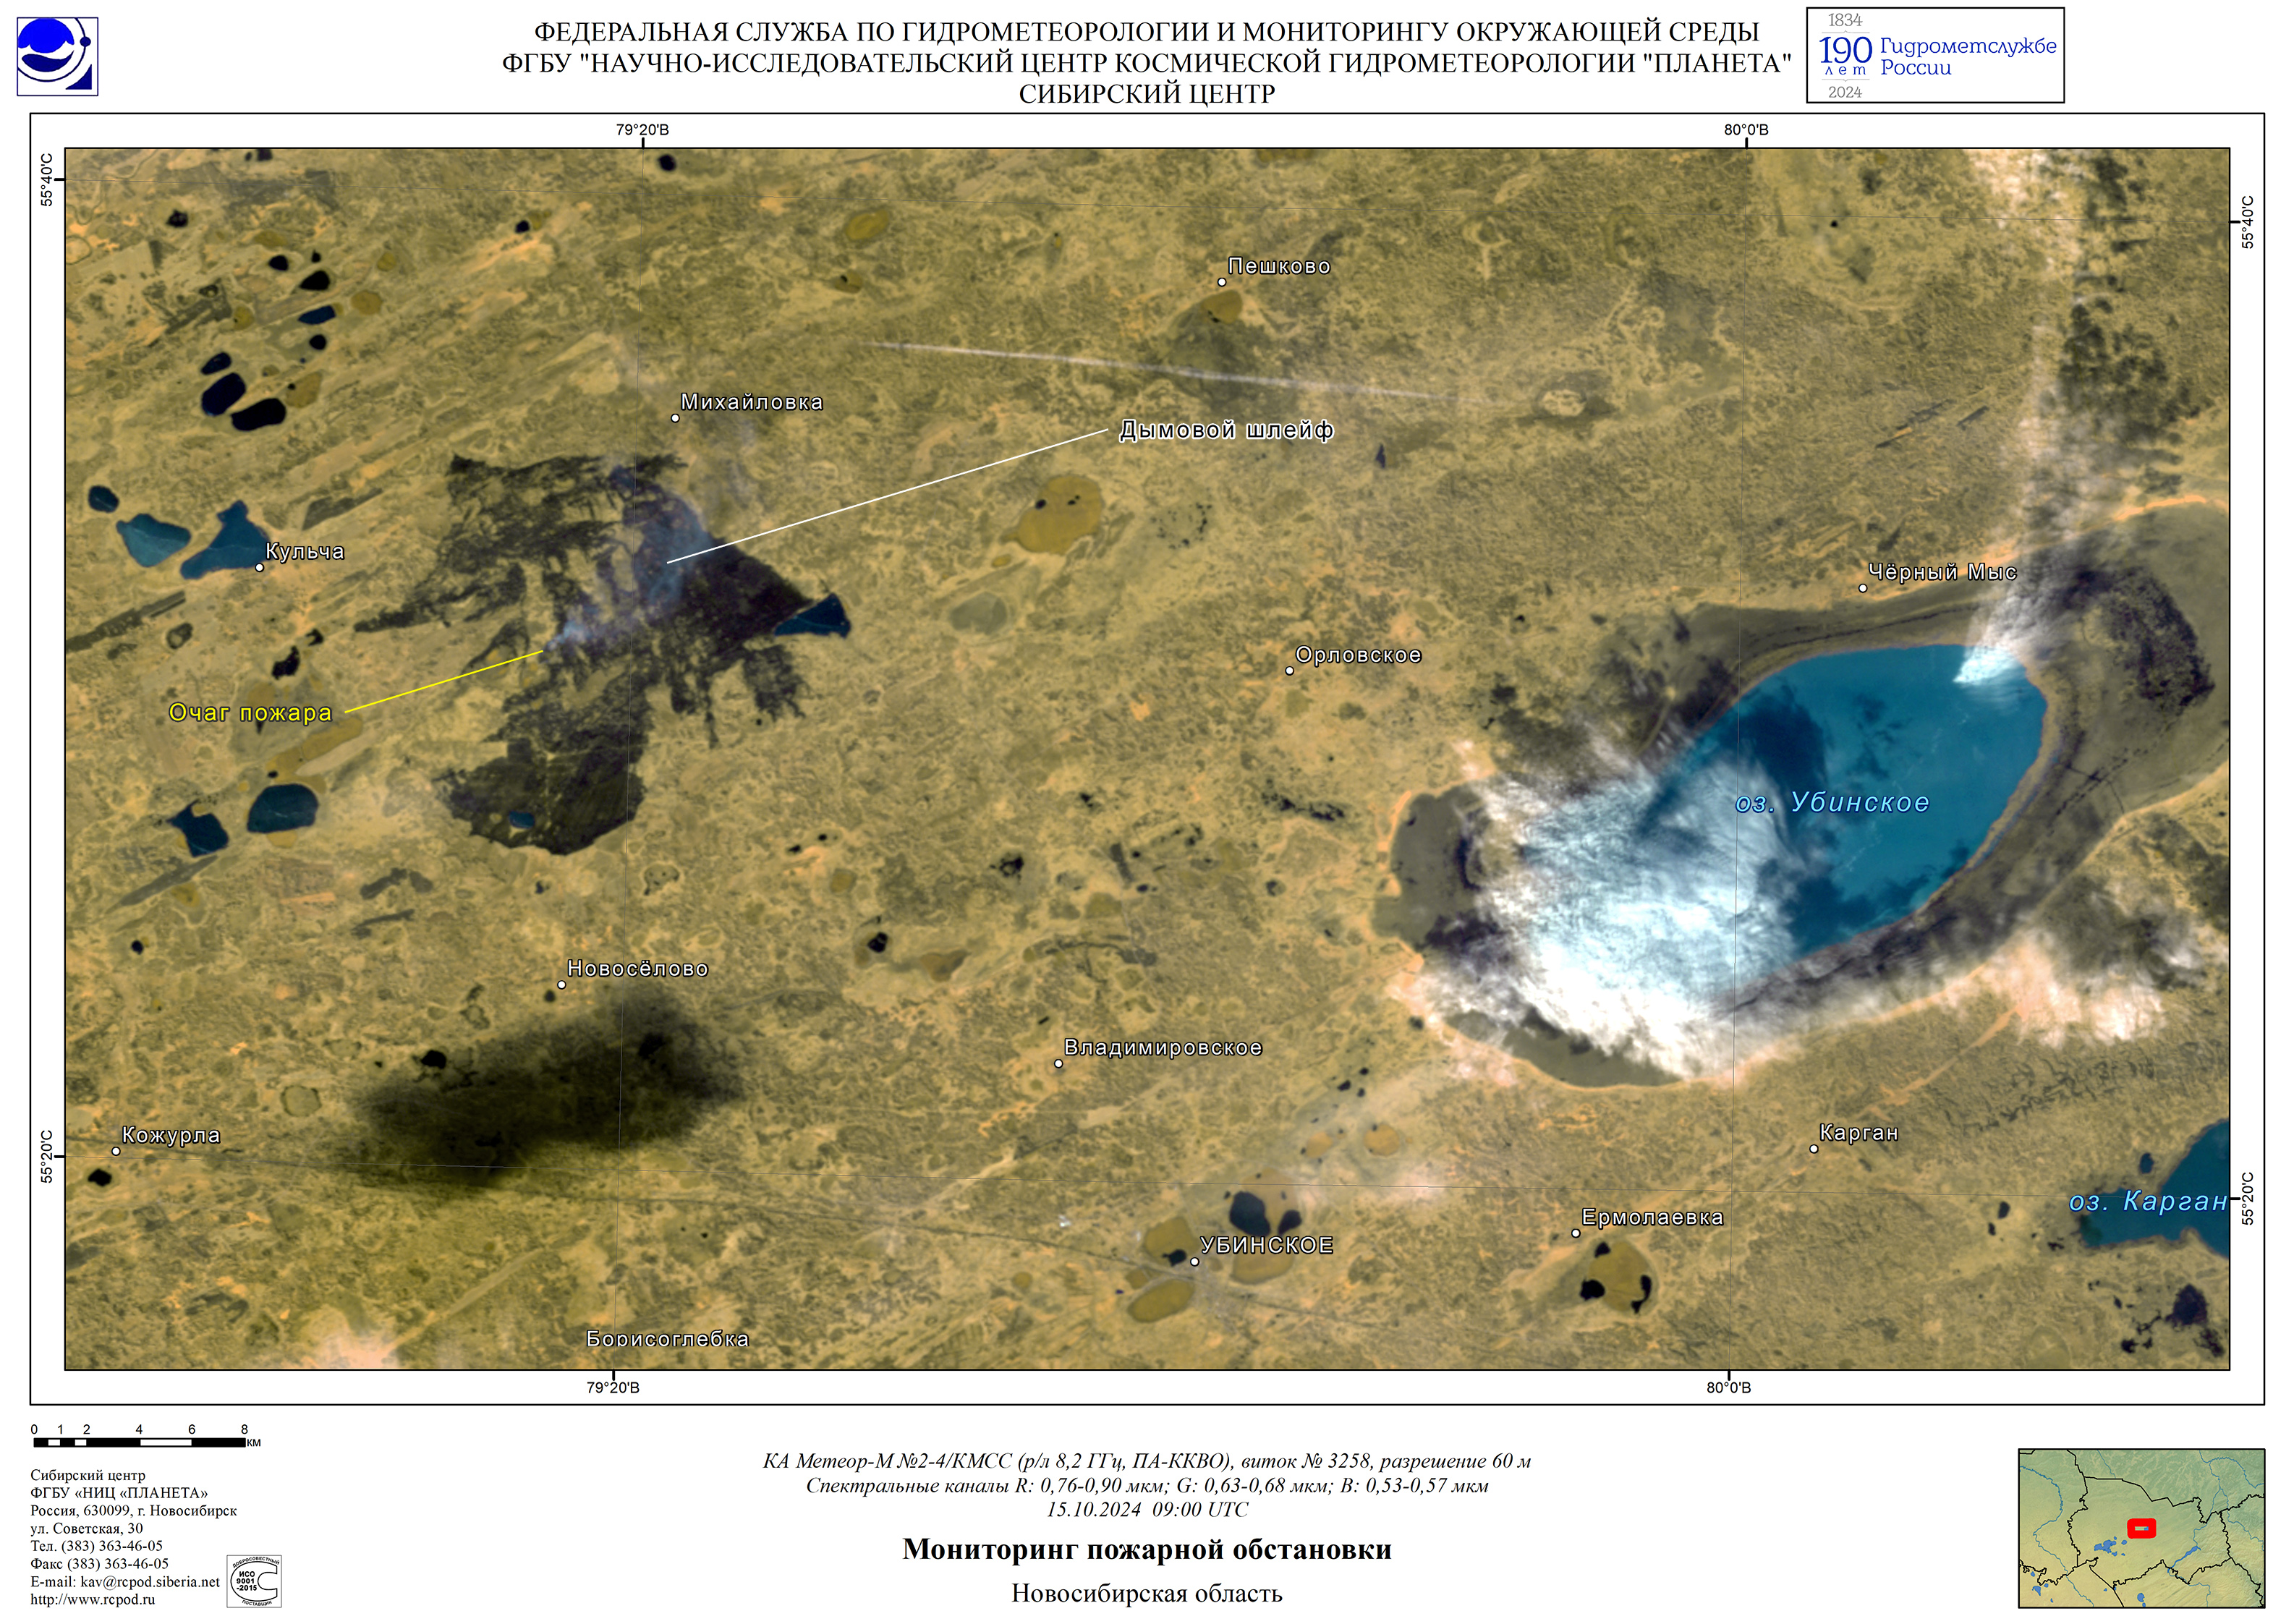 ФЕДЕРАЛЬНАЯ СЛУЖБА ПО ГИДРОМЕТЕОРОЛОГИИ И МОНИТОРИНГУ ОКРУЖАЮЩЕЙ СРЕДЫ
ФГБУ "НАУЧНО-ИССЛЕДОВАТЕЛЬСКИЙ ЦЕНТР КОСМИЧЕСКОЙ ГИДРОМЕТЕОРОЛОГИИ "ПЛАНЕТА"
СИБИРСКИЙ ЦЕНТР
1834
190 Гидрометслужбе
лет России
2024
79°20'В 80°0'В
55°40'С
55°40'С
Пешково
Михайловка
Дымовой шлейф
Кульча
Чёрный Мыс
Орловское
Очаг пожара
оз. Убинское
Новосёлово
Владимировское
Кожурла
Карган
55°20'С
55°20'С
оз. Карган
Ермолаевка
УБИНСКОЕ
Борисоглебка
79°20'В 80°0'В
0 1 2 4 6 8
км
Сибирский центр
ФГБУ «НИЦ «ПЛАНЕТА»
Россия, 630099, г. Новосибирск
ул. Советская, 30
Тел. (383) 363-46-05
Факс (383) 363-46-05
E-mail: kav@rcpod.siberia.net
http://www.rcpod.ru
ДОБРОСОВЕСТНЫЙ
ИСО
9001
-2015
ПОСТАВЩИК
КА Метеор-М №2-4/КМСС (р/л 8,2 ГГц, ПА-ККВО), виток № 3258, разрешение 60 м
Спектральные каналы R: 0,76-0,90 мкм; G: 0,63-0,68 мкм; B: 0,53-0,57 мкм
15.10.2024 09:00 UTC
Мониторинг пожарной обстановки
Новосибирская область